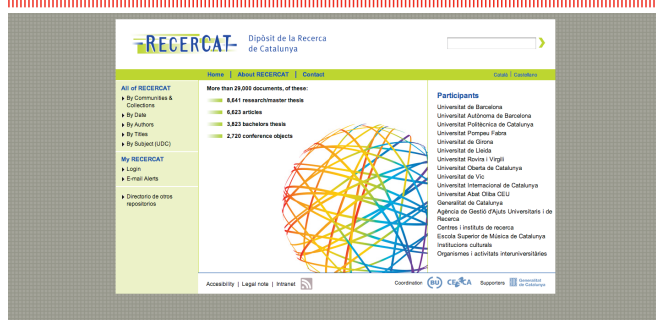 RECERCAT
Dipòsit de la Recerca
de Catalunya
Home | About RECERCAT | Contact
Català | Castellano
All of RECERCAT
By Communities &
Collections
By Date
By Authors
By Titles
By Subject (UDC)
My RECERCAT
Login
E-mail Alerts
Directorio de otros
repositorios
More than 29,000 documents, of these:
8,641 research/master thesis
6,623 articles
3,823 bachelors thesis
2,720 conference objects
Participants
Universitat de Barcelona
Universitat Autònoma de Barcelona
Universitat Politècnica de Catalunya
Universitat Pompeu Fabra
Universitat de Girona
Universitat de Lleida
Universitat Rovira i Virgili
Universitat Oberta de Catalunya
Universitat de Vic
Universitat Internacional de Catalunya
Universitat Abat Oliba CEU
Generalitat de Catalunya
Agència de Gestió d'Ajuts Universitaris i de
Recerca
Centres i instituts de recerca
Escola Superior de Música de Catalunya
Institucions culturals
Organismes i activitats interuniversitàries
Accesibility | Legal note | Intranet
Coordination
CESCA
Supporters
Generalitat
de Catalunya